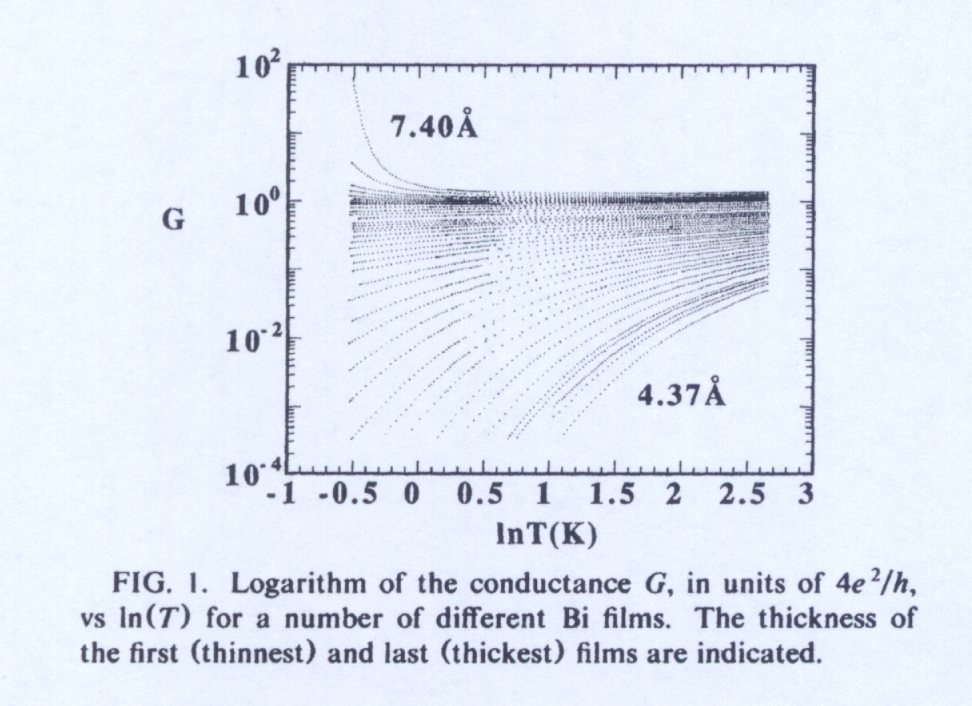 10²
7.40Å
10⁰
G
10⁻²
4.37Å
10⁻⁴
-1 -0.5 0 0.5 1 1.5 2 2.5 3
lnT(K)
FIG. 1. Logarithm of the conductance G, in units of 4e²/h,
vs ln(T) for a number of different Bi films. The thickness of
the first (thinnest) and last (thickest) films are indicated.